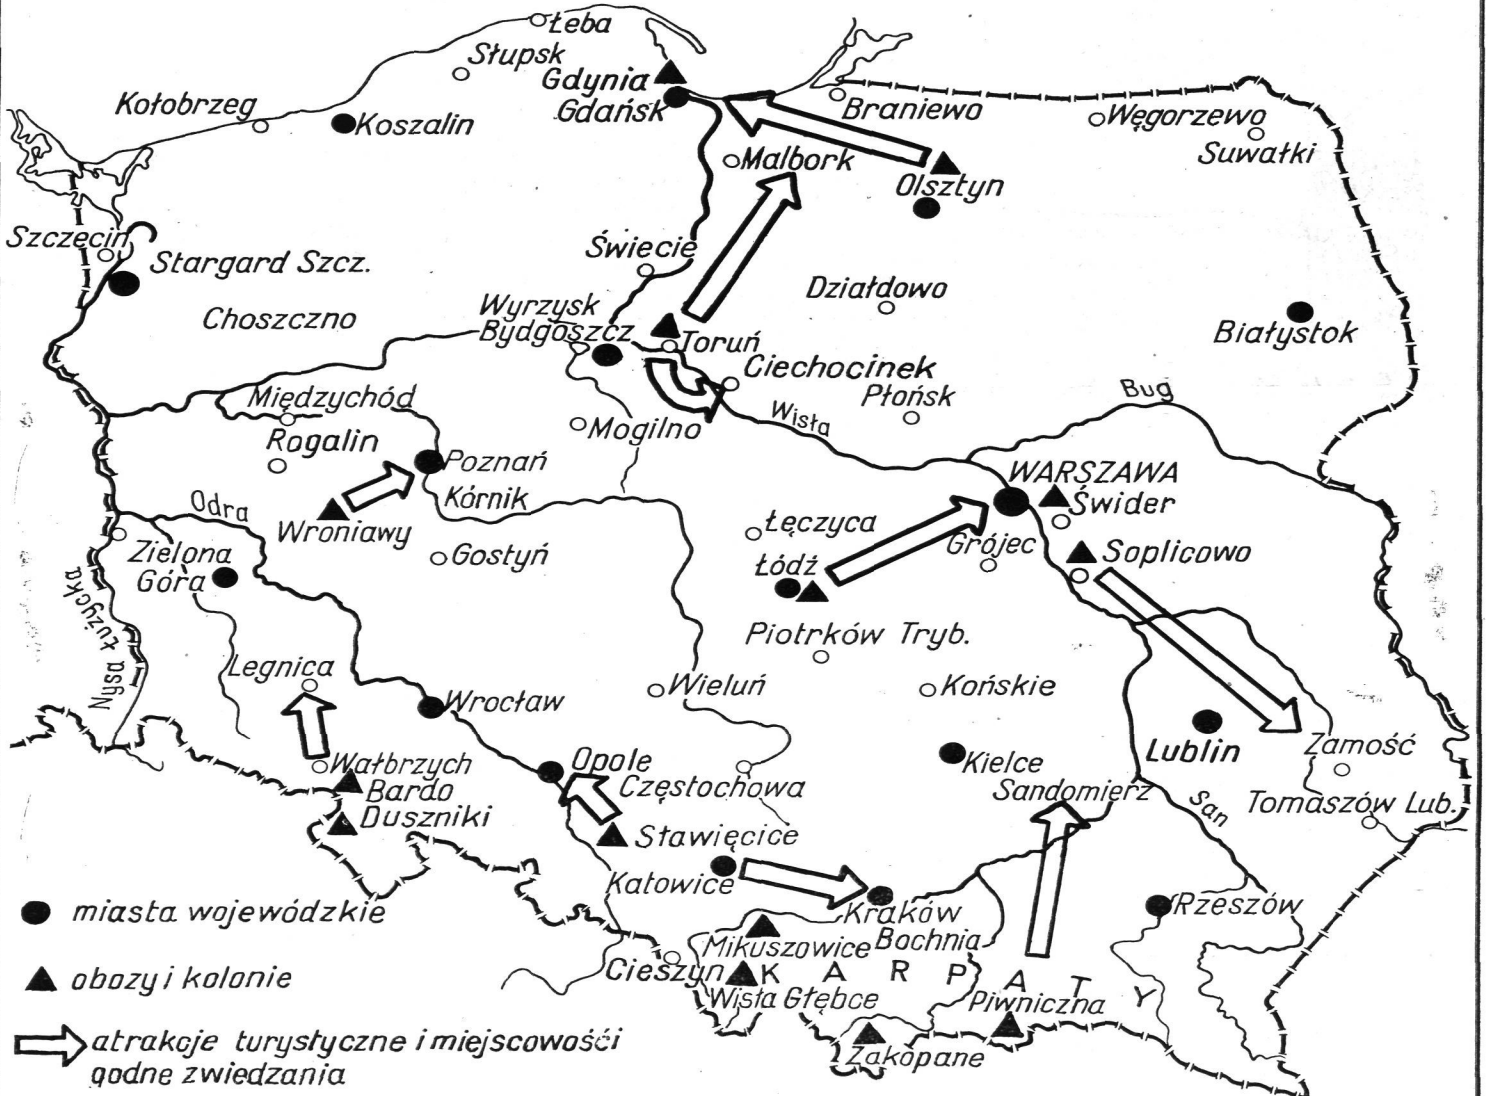 Łeba
Słupsk
Gdynia
Gdańsk
Kołobrzeg
Koszalin
Braniewo
Węgorzewo
Suwałki
Malbork
Olsztyn
Szczecin
Stargard Szcz.
Świecie
Choszczno
Wyrzysk
Bydgoszcz
Działdowo
Toruń
Białystok
Ciechocinek
Międzychód
Płońsk
Bug
Wisła
Mogilno
Rogalin
Poznań
WARSZAWA
Kórnik
Świder
Odra
Wroniawy
Łęczyca
Grójec
Zielona
Góra
Gostyń
Łódź
Soplicowo
Nysa Łużycka
Piotrków Tryb.
Legnica
Wieluń
Końskie
Wrocław
Lublin
Zamość
Wałbrzych
Opole
Kielce
Bardo
Częstochowa
Sandomierz
San
Tomaszów Lub.
Duszniki
Sławięcice
Katowice
Kraków
Rzeszów
Mikuszowice
Bochnia
Cieszyn
KARPATY
Wisła Głębce
Piwniczna
Zakopane
miasta wojewódzkie
obozy i kolonie
atrakcje turystyczne i miejscowośći
godne zwiedzania